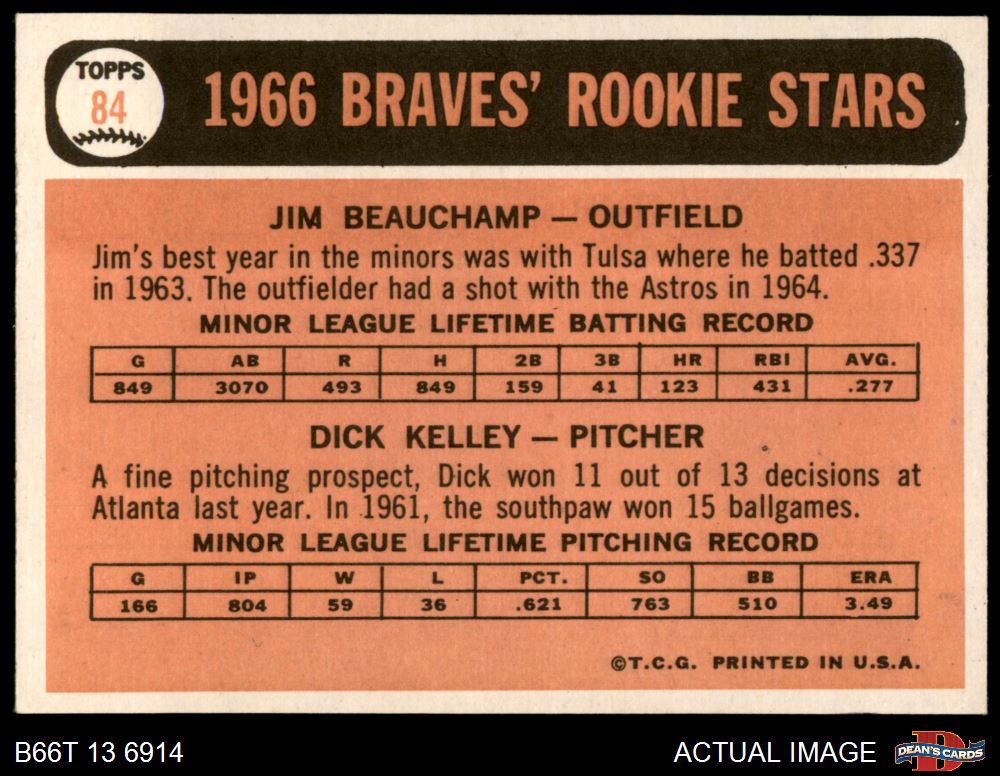 TOPPS
84
1966 BRAVES' ROOKIE STARS
JIM BEAUCHAMP — OUTFIELD
Jim's best year in the minors was with Tulsa where he batted .337
in 1963. The outfielder had a shot with the Astros in 1964.
MINOR LEAGUE LIFETIME BATTING RECORD
G AB R H 2B 3B HR RBI AVG.
849 3070 493 849 159 41 123 431 .277
DICK KELLEY — PITCHER
A fine pitching prospect, Dick won 11 out of 13 decisions at
Atlanta last year. In 1961, the southpaw won 15 ballgames.
MINOR LEAGUE LIFETIME PITCHING RECORD
G IP W L PCT. SO BB ERA
166 804 59 36 .621 763 510 3.49
©T.C.G. PRINTED IN U.S.A.
B66T 13 6914
ACTUAL IMAGE
D
DEAN'S CARDS